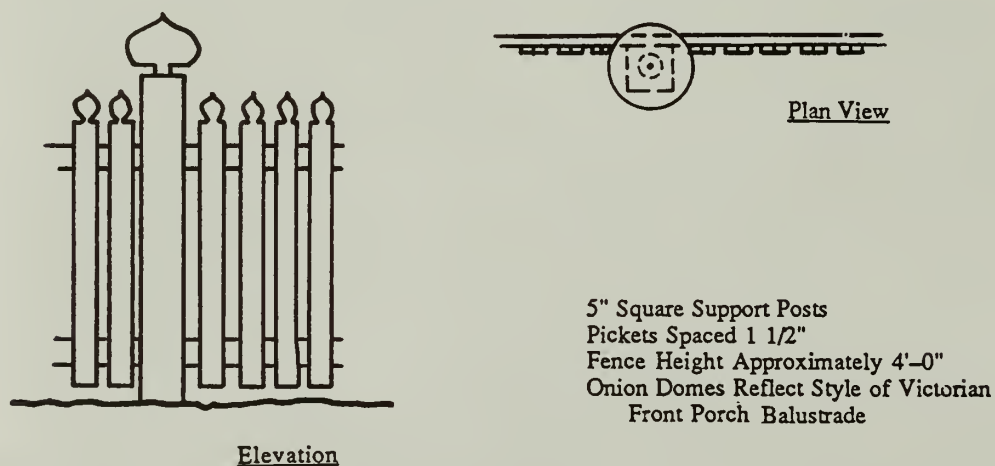 Plan View
5" Square Support Posts
Pickets Spaced 1 1/2"
Fence Height Approximately 4'–0"
Onion Domes Reflect Style of Victorian
Front Porch Balustrade
Elevation